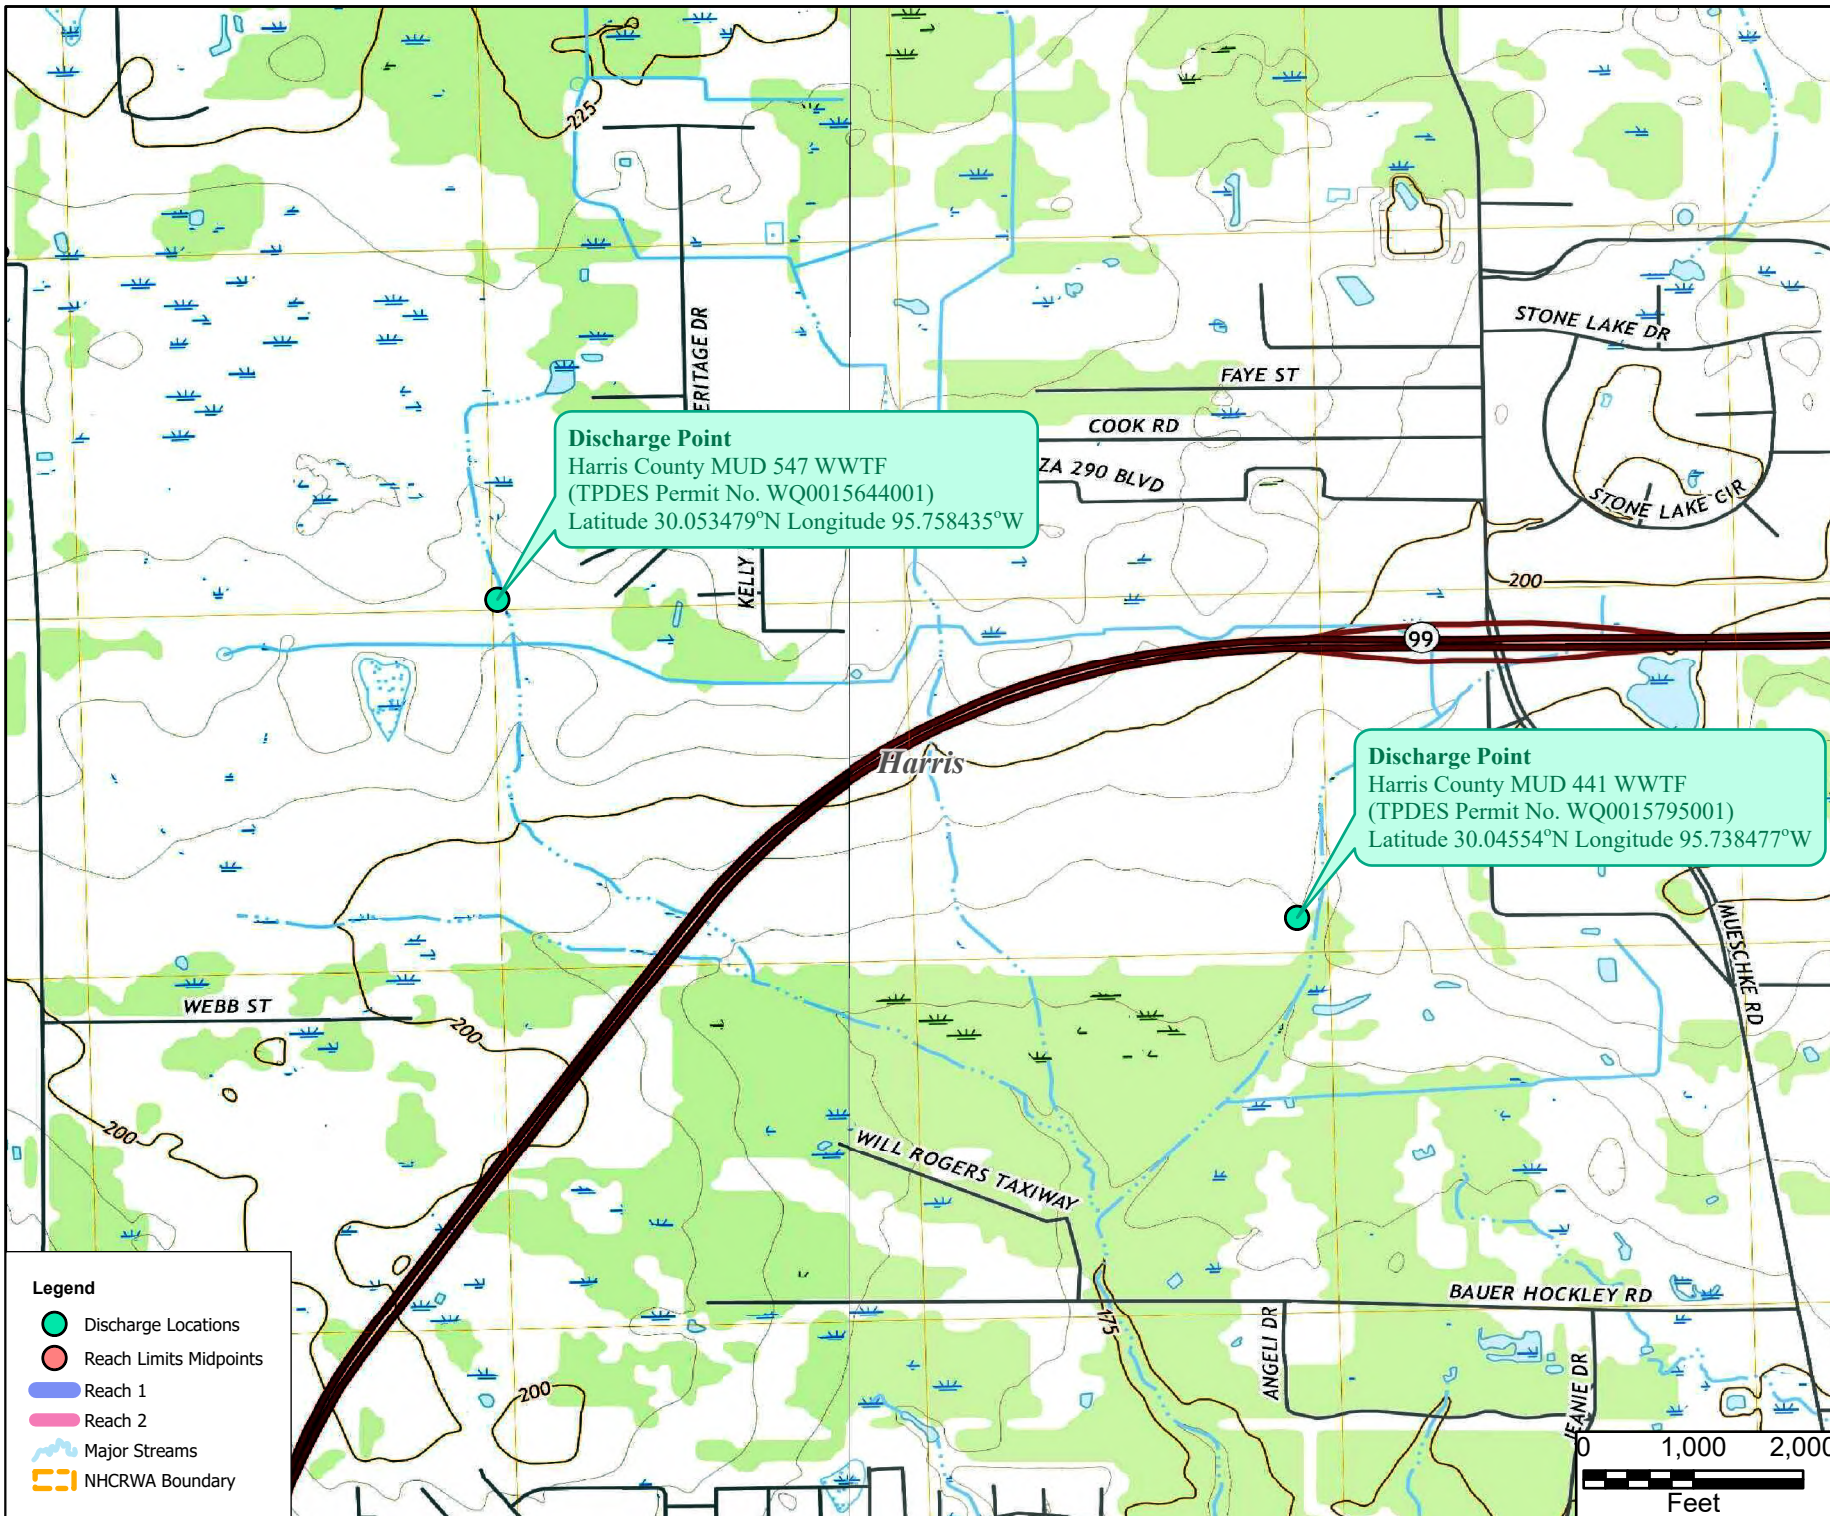 225
ERITAGE DR
STONE LAKE DR
FAYE ST
COOK RD
ZA 290 BLVD
STONE LAKE CIR
Discharge Point
Harris County MUD 547 WWTF
(TPDES Permit No. WQ0015644001)
Latitude 30.053479°N Longitude 95.758435°W
KELLY
200
99
Harris
Discharge Point
Harris County MUD 441 WWTF
(TPDES Permit No. WQ0015795001)
Latitude 30.04554°N Longitude 95.738477°W
MUESCHKE RD
WEBB ST
200
200
WILL ROGERS TAXIWAY
BAUER HOCKLEY RD
175
ANGELI DR
JEANIE DR
200
Legend
Discharge Locations
Reach Limits Midpoints
Reach 1
Reach 2
Major Streams
NHCRWA Boundary
0 1,000 2,000
Feet